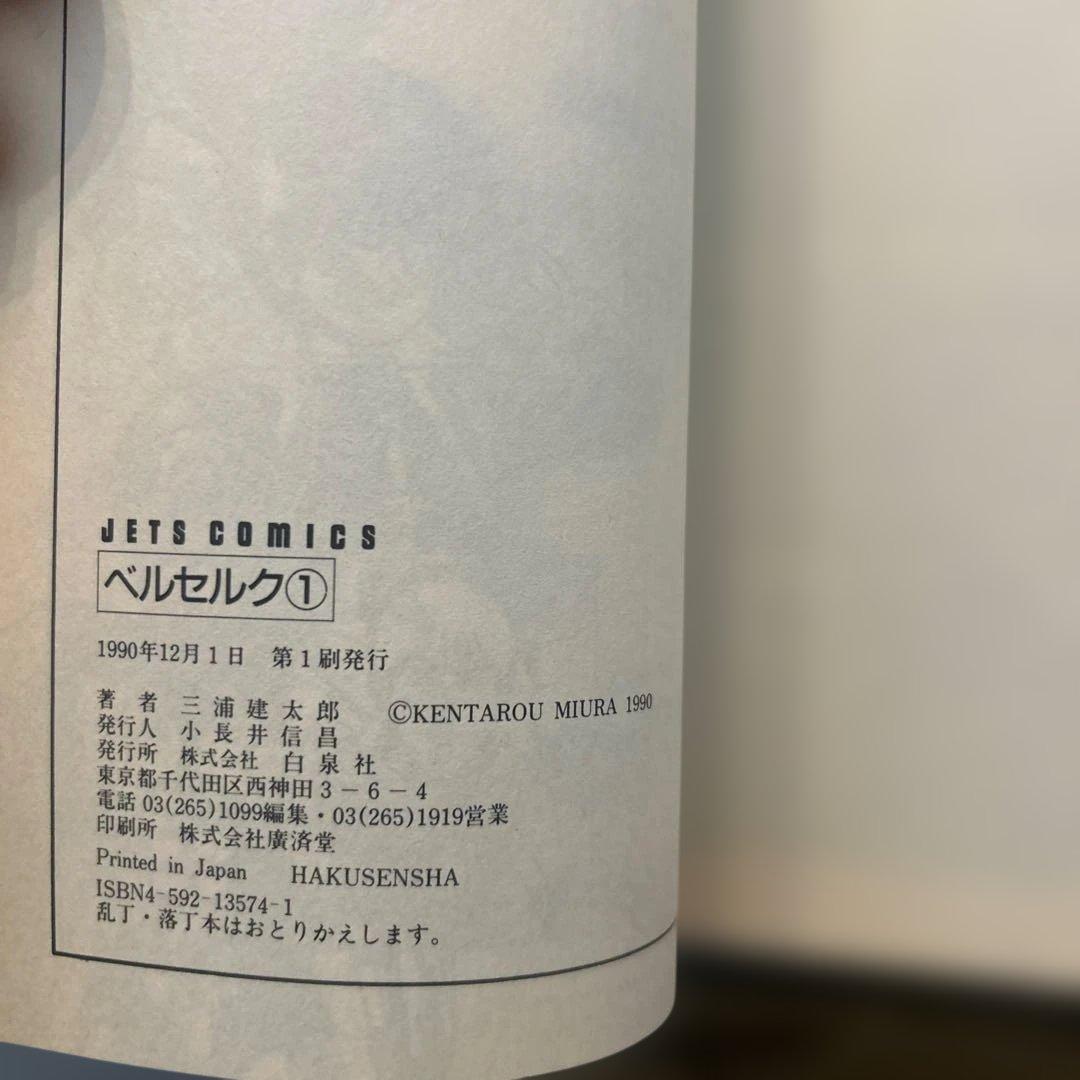 JETS COMICS
ベルセルク①
1990年12月1日 第1刷発行
著者 三浦建太郎 ©KENTAROU MIURA 1990
発行人 小長井信昌
発行所 株式会社 白泉社
東京都千代田区西神田3－6－4
電話 03(265)1099編集・03(265)1919営業
印刷所 株式会社廣済堂
Printed in Japan HAKUSENSHA
ISBN4-592-13574-1
乱丁・落丁本はおとりかえします。